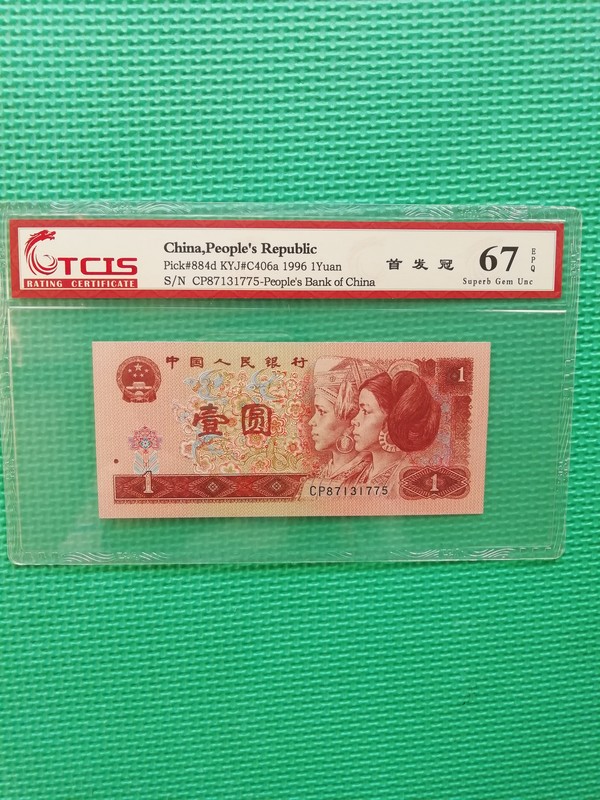 TCIS
RATING CERTIFICATE
China,People's Republic
Pick#884d KYJ#C406a 1996 1Yuan
S/N CP87131775-People's Bank of China
首发冠
67
EPQ
Superb Gem Unc
中国人民银行
1
壹圆
CP87131775
1
1